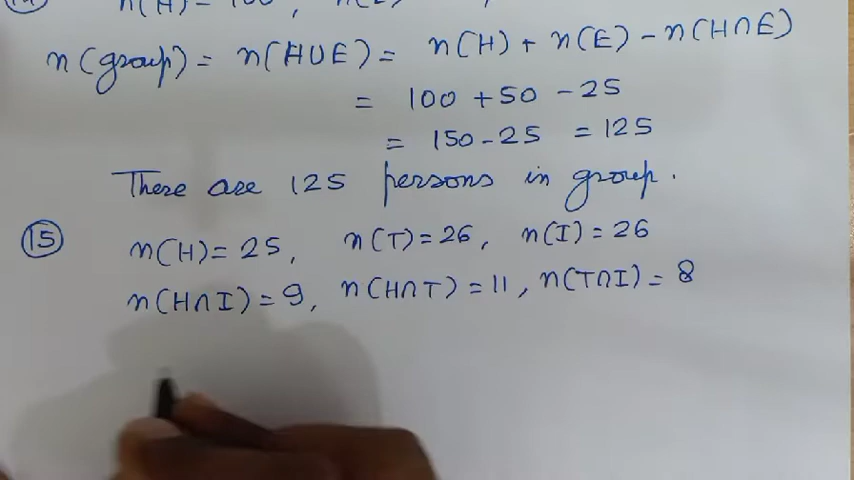 n(H) = 100,
n(group) = n(H∪E) = n(H) + n(E) - n(H∩E)
= 100 + 50 - 25
= 150 - 25 = 125
There are 125 persons in group.
15 n(H) = 25, n(T) = 26, n(I) = 26
n(H∩I) = 9, n(H∩T) = 11, n(T∩I) = 8